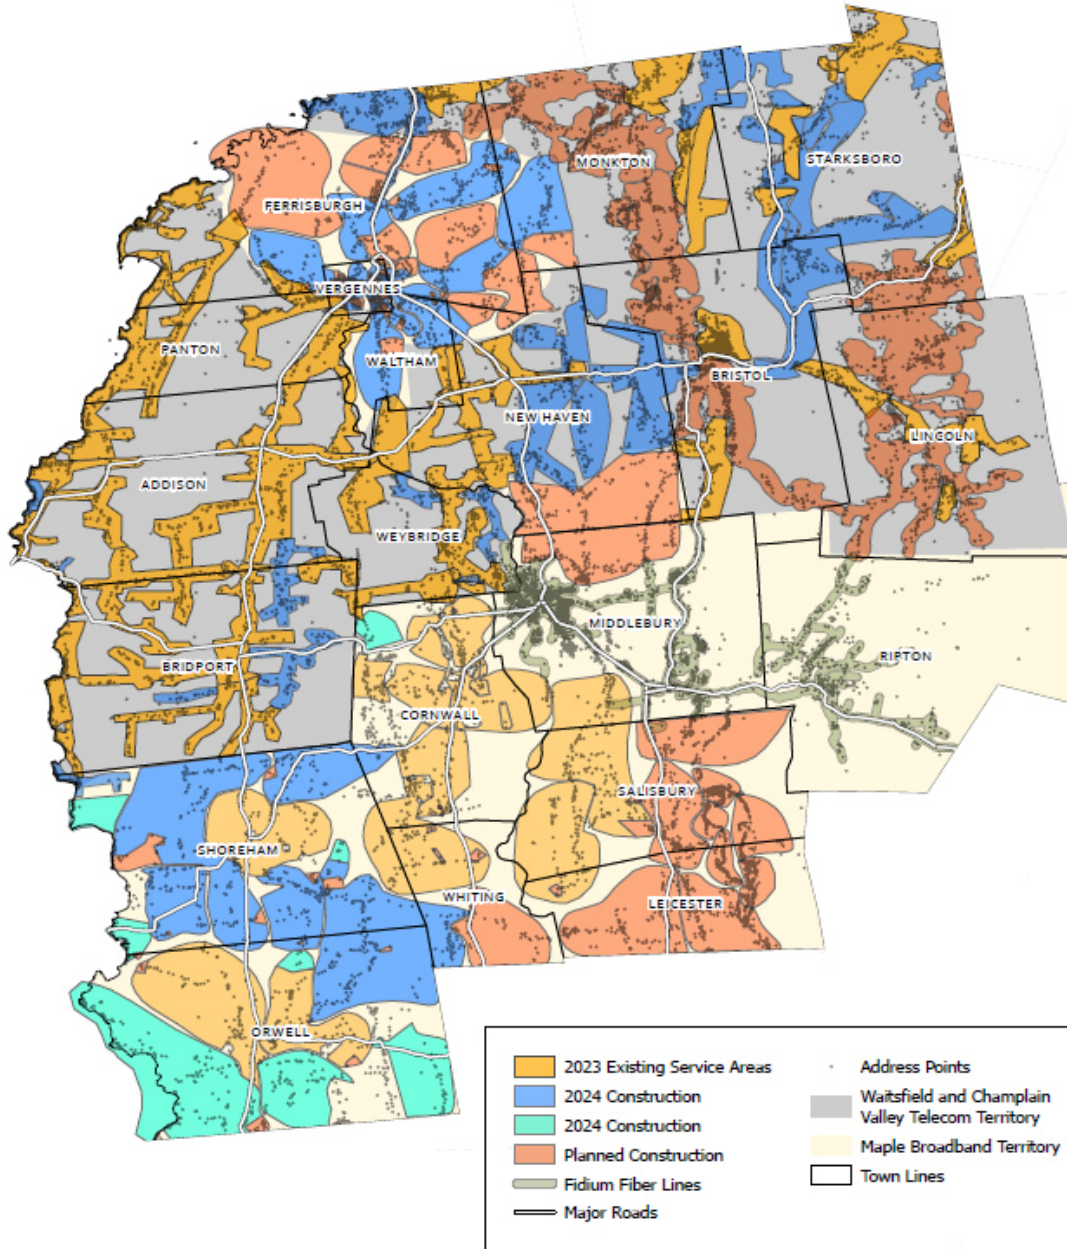 MONKTON
STARKSBORO
FERRISBURGH
VERGENNES
PANTON
WALTHAM
BRISTOL
NEW HAVEN
LINCOLN
ADDISON
WEYBRIDGE
MIDDLEBURY
RIPTON
BRIDPORT
CORNWALL
SALISBURY
SHOREHAM
WHITING
LEICESTER
ORWELL
2023 Existing Service Areas
2024 Construction
2024 Construction
Planned Construction
Fidium Fiber Lines
Major Roads
Address Points
Waitsfield and Champlain
Valley Telecom Territory
Maple Broadband Territory
Town Lines